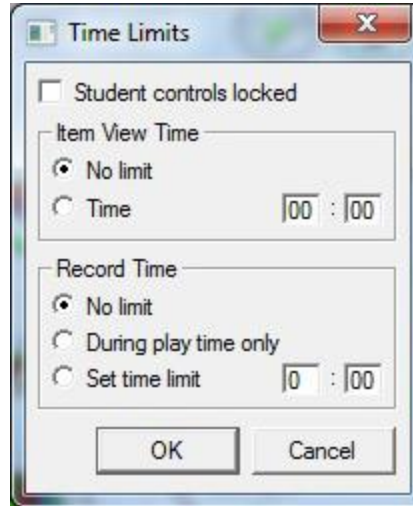 Time Limits
Student controls locked
Item View Time
No limit
Time 00 : 00
Record Time
No limit
During play time only
Set time limit 0 : 00
OK Cancel